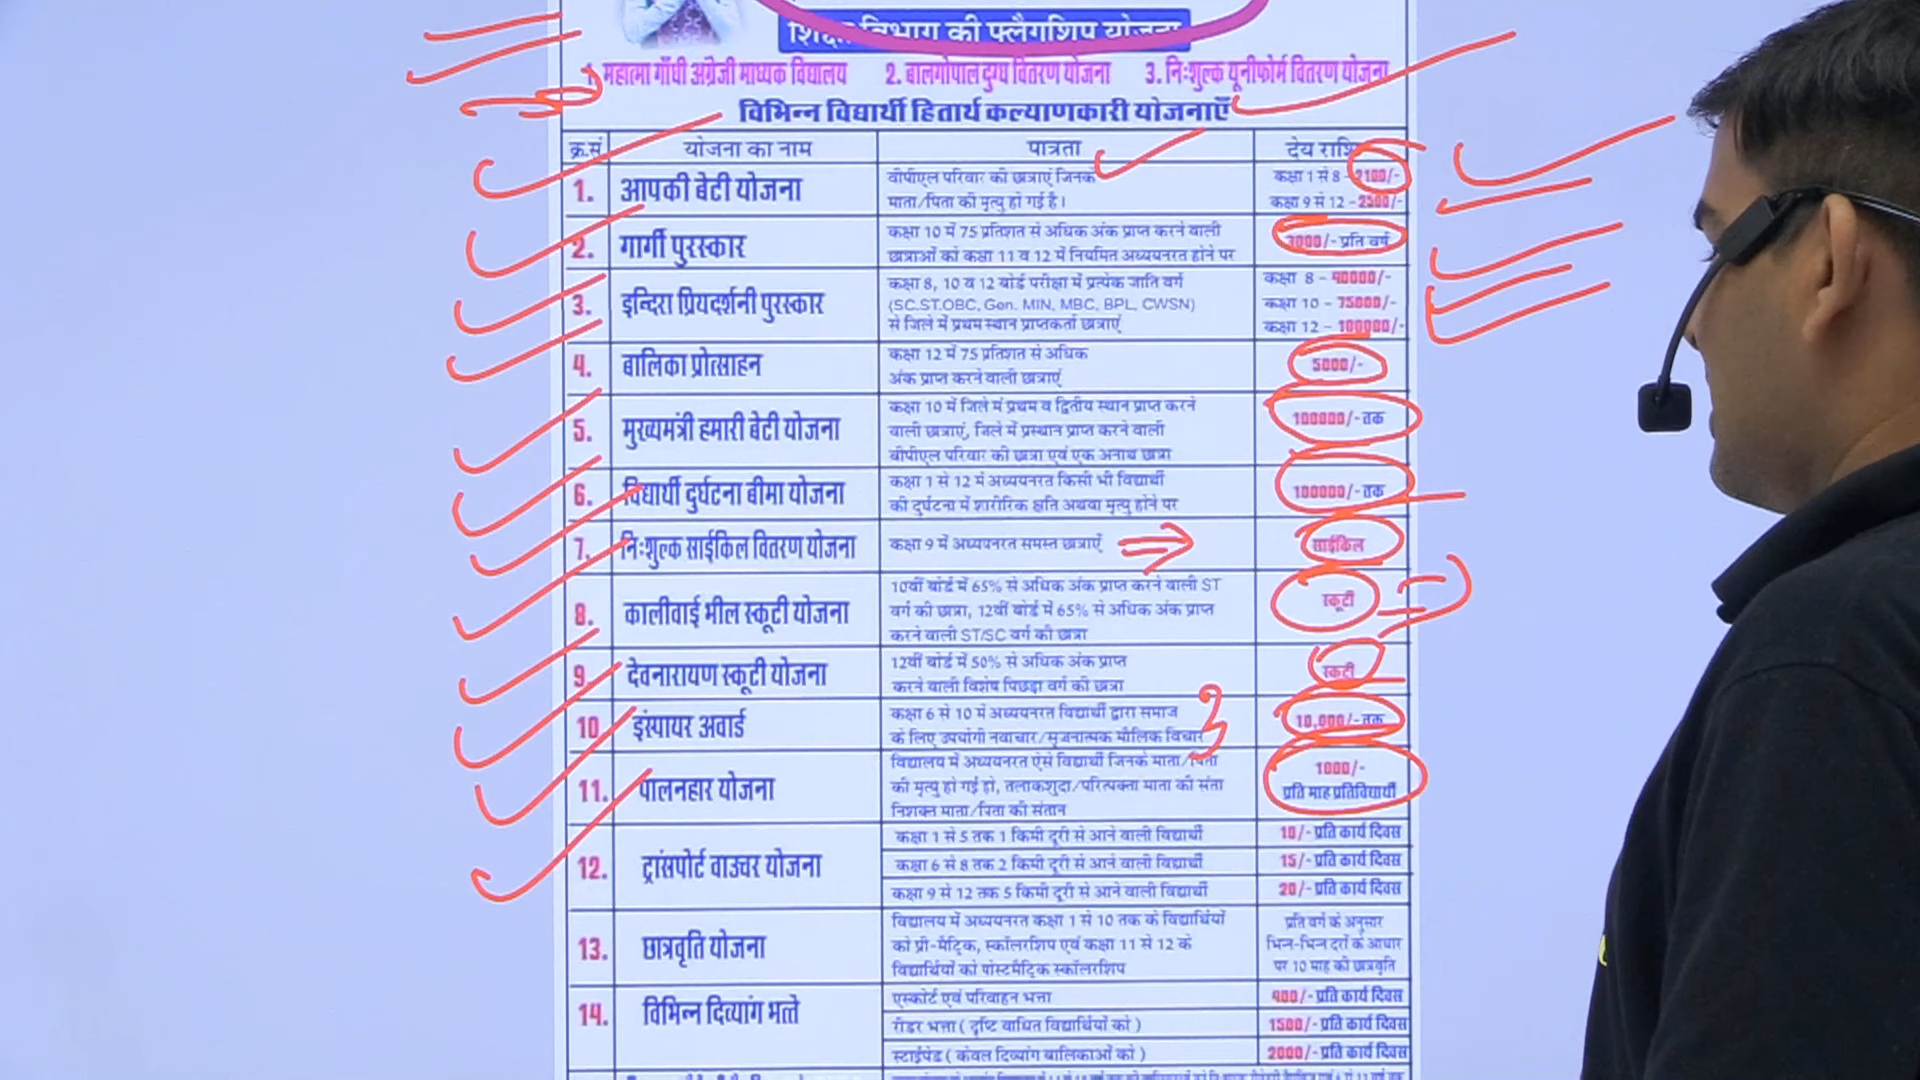 शिक्षा विभाग की फ्लैगशिप योजना
1. महात्मा गाँधी अंग्रेजी माध्यक विद्यालय 2. बालगोपाल दुग्ध वितरण योजना 3. निःशुल्क यूनीफोर्म वितरण योजना
विभिन्न विद्यार्थी हितार्थ कल्याणकारी योजनाएँ
क्र.सं योजना का नाम पात्रता देय राशि
1. आपकी बेटी योजना
बीपीएल परिवार की छात्राएं जिनके
माता/पिता की मृत्यु हो गई है।
कक्षा 1 से 8 - 2100/-
कक्षा 9 से 12 - 2500/-
2. गार्गी पुरस्कार
कक्षा 10 में 75 प्रतिशत से अधिक अंक प्राप्त करने वाली
छात्राओं को कक्षा 11 व 12 में नियमित अध्ययनरत होने पर
3000/- प्रति वर्ष
3. इन्दिरा प्रियदर्शनी पुरस्कार
कक्षा 8, 10 व 12 बोर्ड परीक्षा में प्रत्येक जाति वर्ग
(SC.ST.OBC, Gen. MIN, MBC, BPL, CWSN)
से जिले में प्रथम स्थान प्राप्तकर्ता छात्राएं
कक्षा 8 - 40000/-
कक्षा 10 - 75000/-
कक्षा 12 - 100000/-
4. बालिका प्रोत्साहन
कक्षा 12 में 75 प्रतिशत से अधिक
अंक प्राप्त करने वाली छात्राएं
5000/-
5. मुख्यमंत्री हमारी बेटी योजना
कक्षा 10 में जिले में प्रथम व द्वितीय स्थान प्राप्त करने
वाली छात्राएं, जिले में प्रस्थान प्राप्त करने वाली
बीपीएल परिवार की छात्रा एवं एक अनाथ छात्रा
100000/- तक
6. विद्यार्थी दुर्घटना बीमा योजना
कक्षा 1 से 12 में अध्ययनरत किसी भी विद्यार्थी
की दुर्घटना में शारीरिक क्षति अथवा मृत्यु होने पर
100000/- तक
7. निःशुल्क साईकिल वितरण योजना
कक्षा 9 में अध्ययनरत समस्त छात्राएँ
साईकिल
8. कालीबाई भील स्कूटी योजना
10वीं बोर्ड में 65% से अधिक अंक प्राप्त करने वाली ST
वर्ग की छात्रा, 12वीं बोर्ड में 65% से अधिक अंक प्राप्त
करने वाली ST/SC वर्ग की छात्रा
स्कूटी
9. देवनारायण स्कूटी योजना
12वीं बोर्ड में 50% से अधिक अंक प्राप्त
करने वाली विशेष पिछड़ा वर्ग की छात्रा
स्कूटी
10. इंस्पायर अवार्ड
कक्षा 6 से 10 में अध्ययनरत विद्यार्थी द्वारा समाज
के लिए उपयोगी नवाचार/सृजनात्मक मौलिक विचार
10,000/- तक
11. पालनहार योजना
विद्यालय में अध्ययनरत ऐसे विद्यार्थी जिनके माता/पिता
की मृत्यु हो गई हो, तलाकशुदा/परित्यक्ता माता की संता
निशक्त माता/पिता की संतान
1000/-
प्रति माह प्रतिविद्यार्थी
12. ट्रांसपोर्ट वाउचर योजना
कक्षा 1 से 5 तक 1 किमी दूरी से आने वाली विद्यार्थी 10/- प्रति कार्य दिवस
कक्षा 6 से 8 तक 2 किमी दूरी से आने वाली विद्यार्थी 15/- प्रति कार्य दिवस
कक्षा 9 से 12 तक 5 किमी दूरी से आने वाली विद्यार्थी 20/- प्रति कार्य दिवस
13. छात्रवृति योजना
विद्यालय में अध्ययनरत कक्षा 1 से 10 तक के विद्यार्थियों
को प्री-मैट्रिक, स्कॉलरशिप एवं कक्षा 11 से 12 के
विद्यार्थियों को पोस्टमैट्रिक स्कॉलरशिप
प्रति वर्ग के अनुसार
भिन्न-भिन्न दरों के आधार
पर 10 माह की छात्रवृति
14. विभिन्न दिव्यांग भत्ते
एस्कोर्ट एवं परिवाहन भत्ता 400/- प्रति कार्य दिवस
रीडर भत्ता ( दृष्टि बाधित विद्यार्थियों को ) 1500/- प्रति कार्य दिवस
स्टाईपेंड ( केवल दिव्यांग बालिकाओं को ) 2000/- प्रति कार्य दिवस